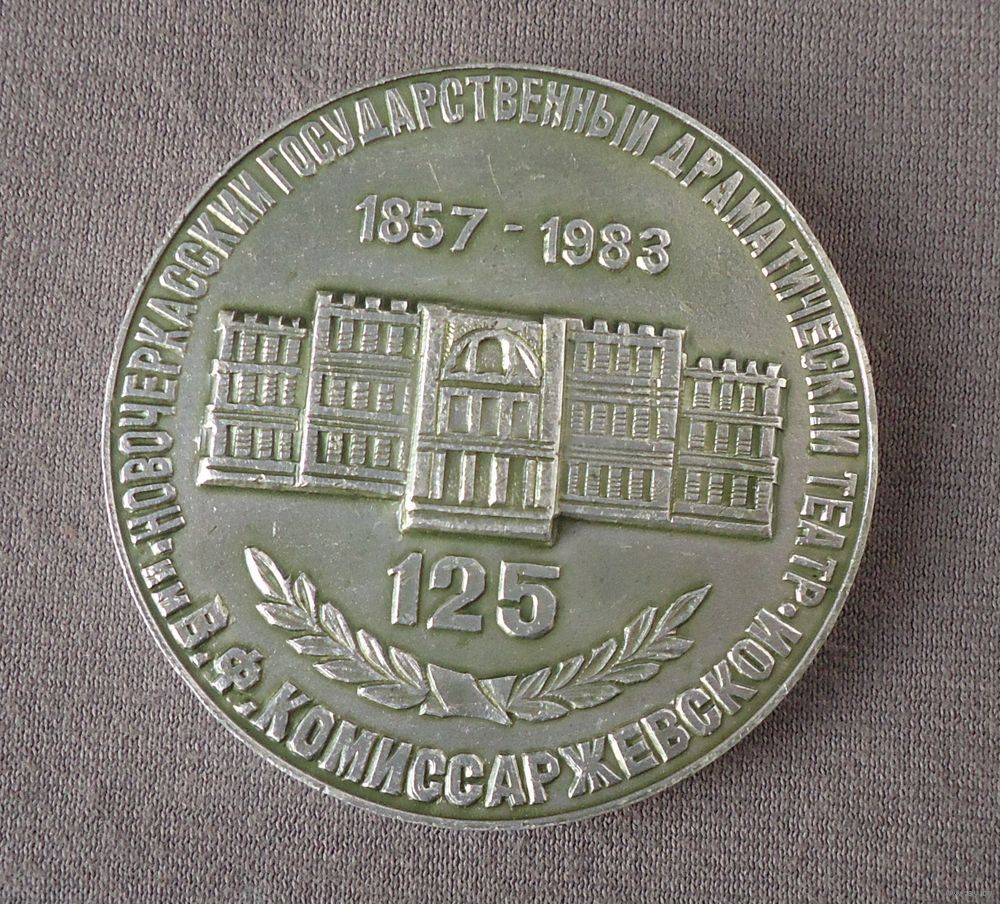 НОВОЧЕРКАССКИЙ ГОСУДАРСТВЕННЫЙ ДРАМАТИЧЕСКИЙ ТЕАТР
им. В.Ф. КОМИССАРЖЕВСКОЙ
1857 - 1983
125